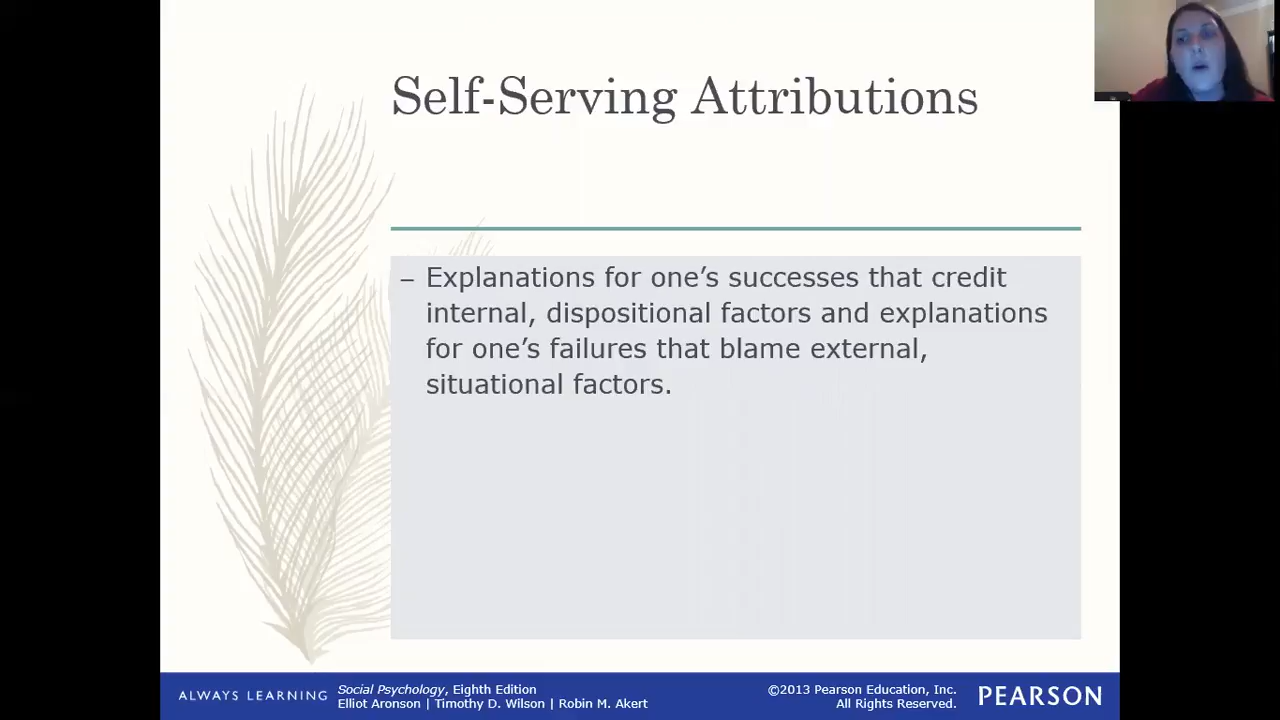 Self-Serving Attributions
– Explanations for one’s successes that credit
internal, dispositional factors and explanations
for one’s failures that blame external,
situational factors.
ALWAYS LEARNING
Social Psychology, Eighth Edition
Elliot Aronson | Timothy D. Wilson | Robin M. Akert
©2013 Pearson Education, Inc.
All Rights Reserved.
PEARSON